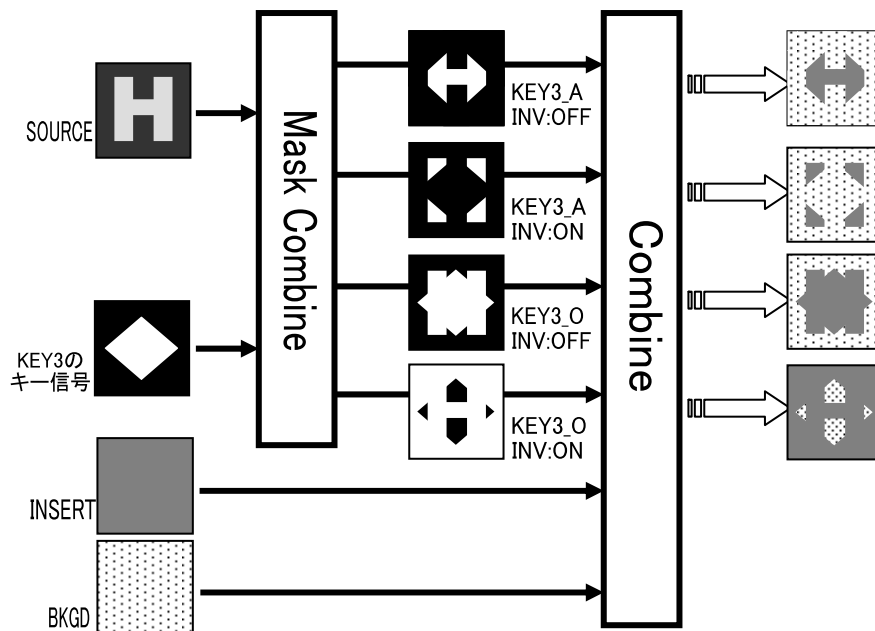 SOURCE
KEY3の
キー信号
INSERT
BKGD
Mask Combine
KEY3_A
INV:OFF
KEY3_A
INV:ON
KEY3_O
INV:OFF
KEY3_O
INV:ON
Combine